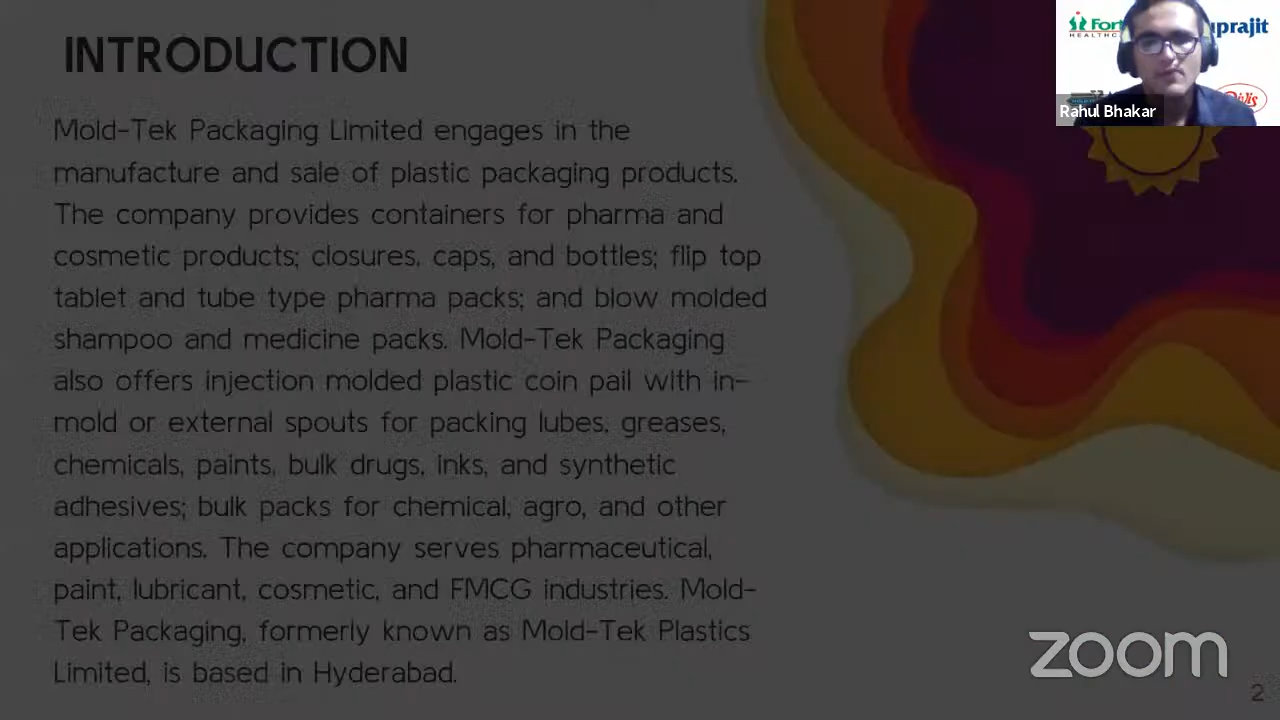 INTRODUCTION
Mold-Tek Packaging LImited engages in the
manufacture and sale of plastic packaging products.
The company provides containers for pharma and
cosmetic products; closures, caps, and bottles; flip top
tablet and tube type pharma packs; and blow molded
shampoo and medicine packs. Mold-Tek Packaging
also offers injection molded plastic coin pail with in-
mold or external spouts for packing lubes, greases,
chemicals, paints, bulk drugs, inks, and synthetic
adhesives; bulk packs for chemical, agro, and other
applications. The company serves pharmaceutical,
paint, lubricant, cosmetic, and FMCG industries. Mold-
Tek Packaging, formerly known as Mold-Tek Plastics
Limited, is based in Hyderabad.
Rahul Bhakar
zoom
2